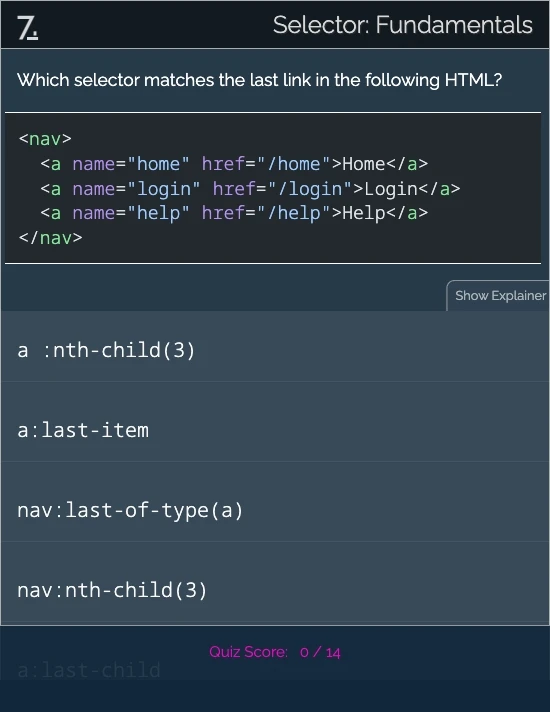 7.
Selector: Fundamentals
Which selector matches the last link in the following HTML?
<nav>
  <a name="home" href="/home">Home</a>
  <a name="login" href="/login">Login</a>
  <a name="help" href="/help">Help</a>
</nav>
Show Explainer
a :nth-child(3)
a:last-item
nav:last-of-type(a)
nav:nth-child(3)
Quiz Score: 0 / 14
a:last-child